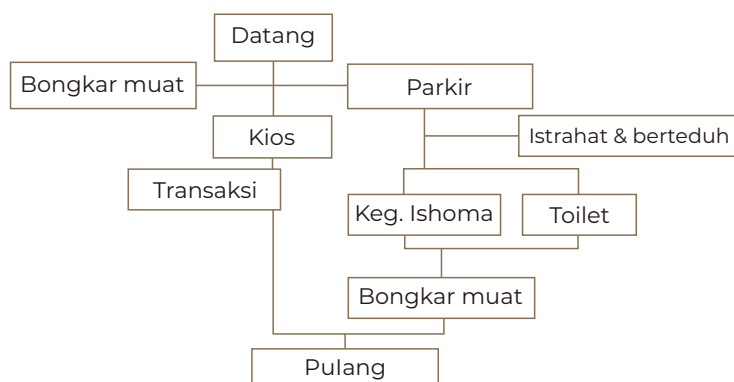 Datang
Bongkar muat
Parkir
Kios
Istrahat & berteduh
Transaksi
Keg. Ishoma
Toilet
Bongkar muat
Pulang